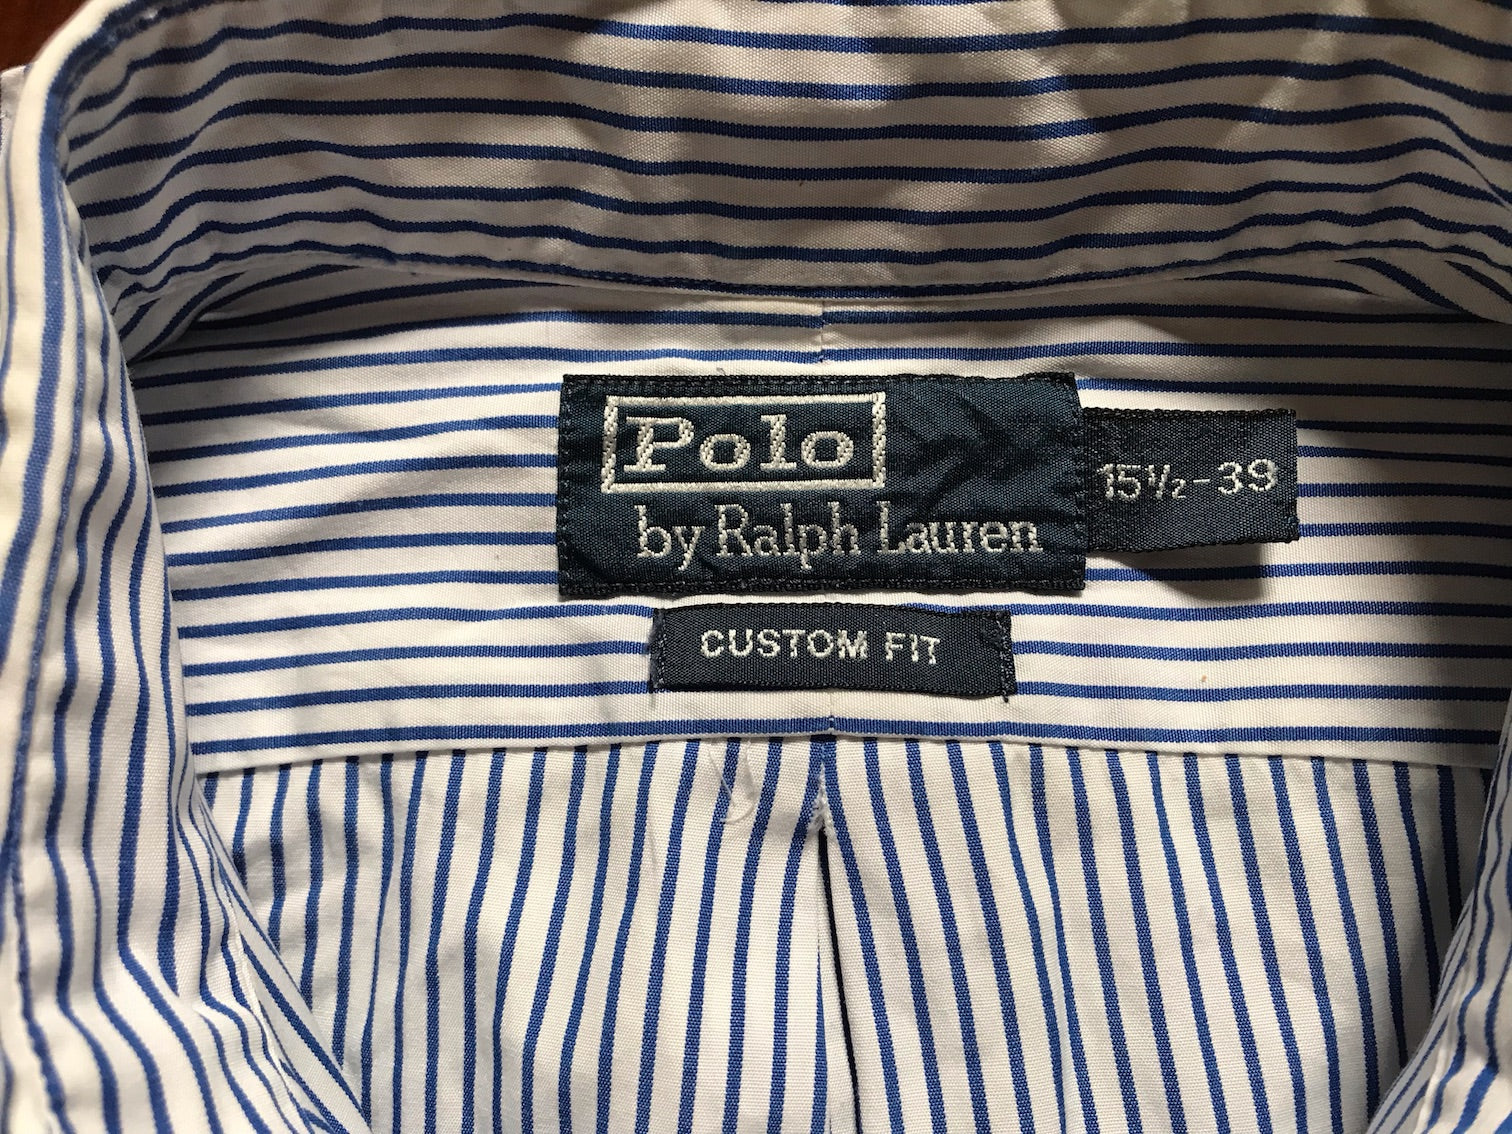 Polo
by Ralph Lauren
15½-39
CUSTOM FIT